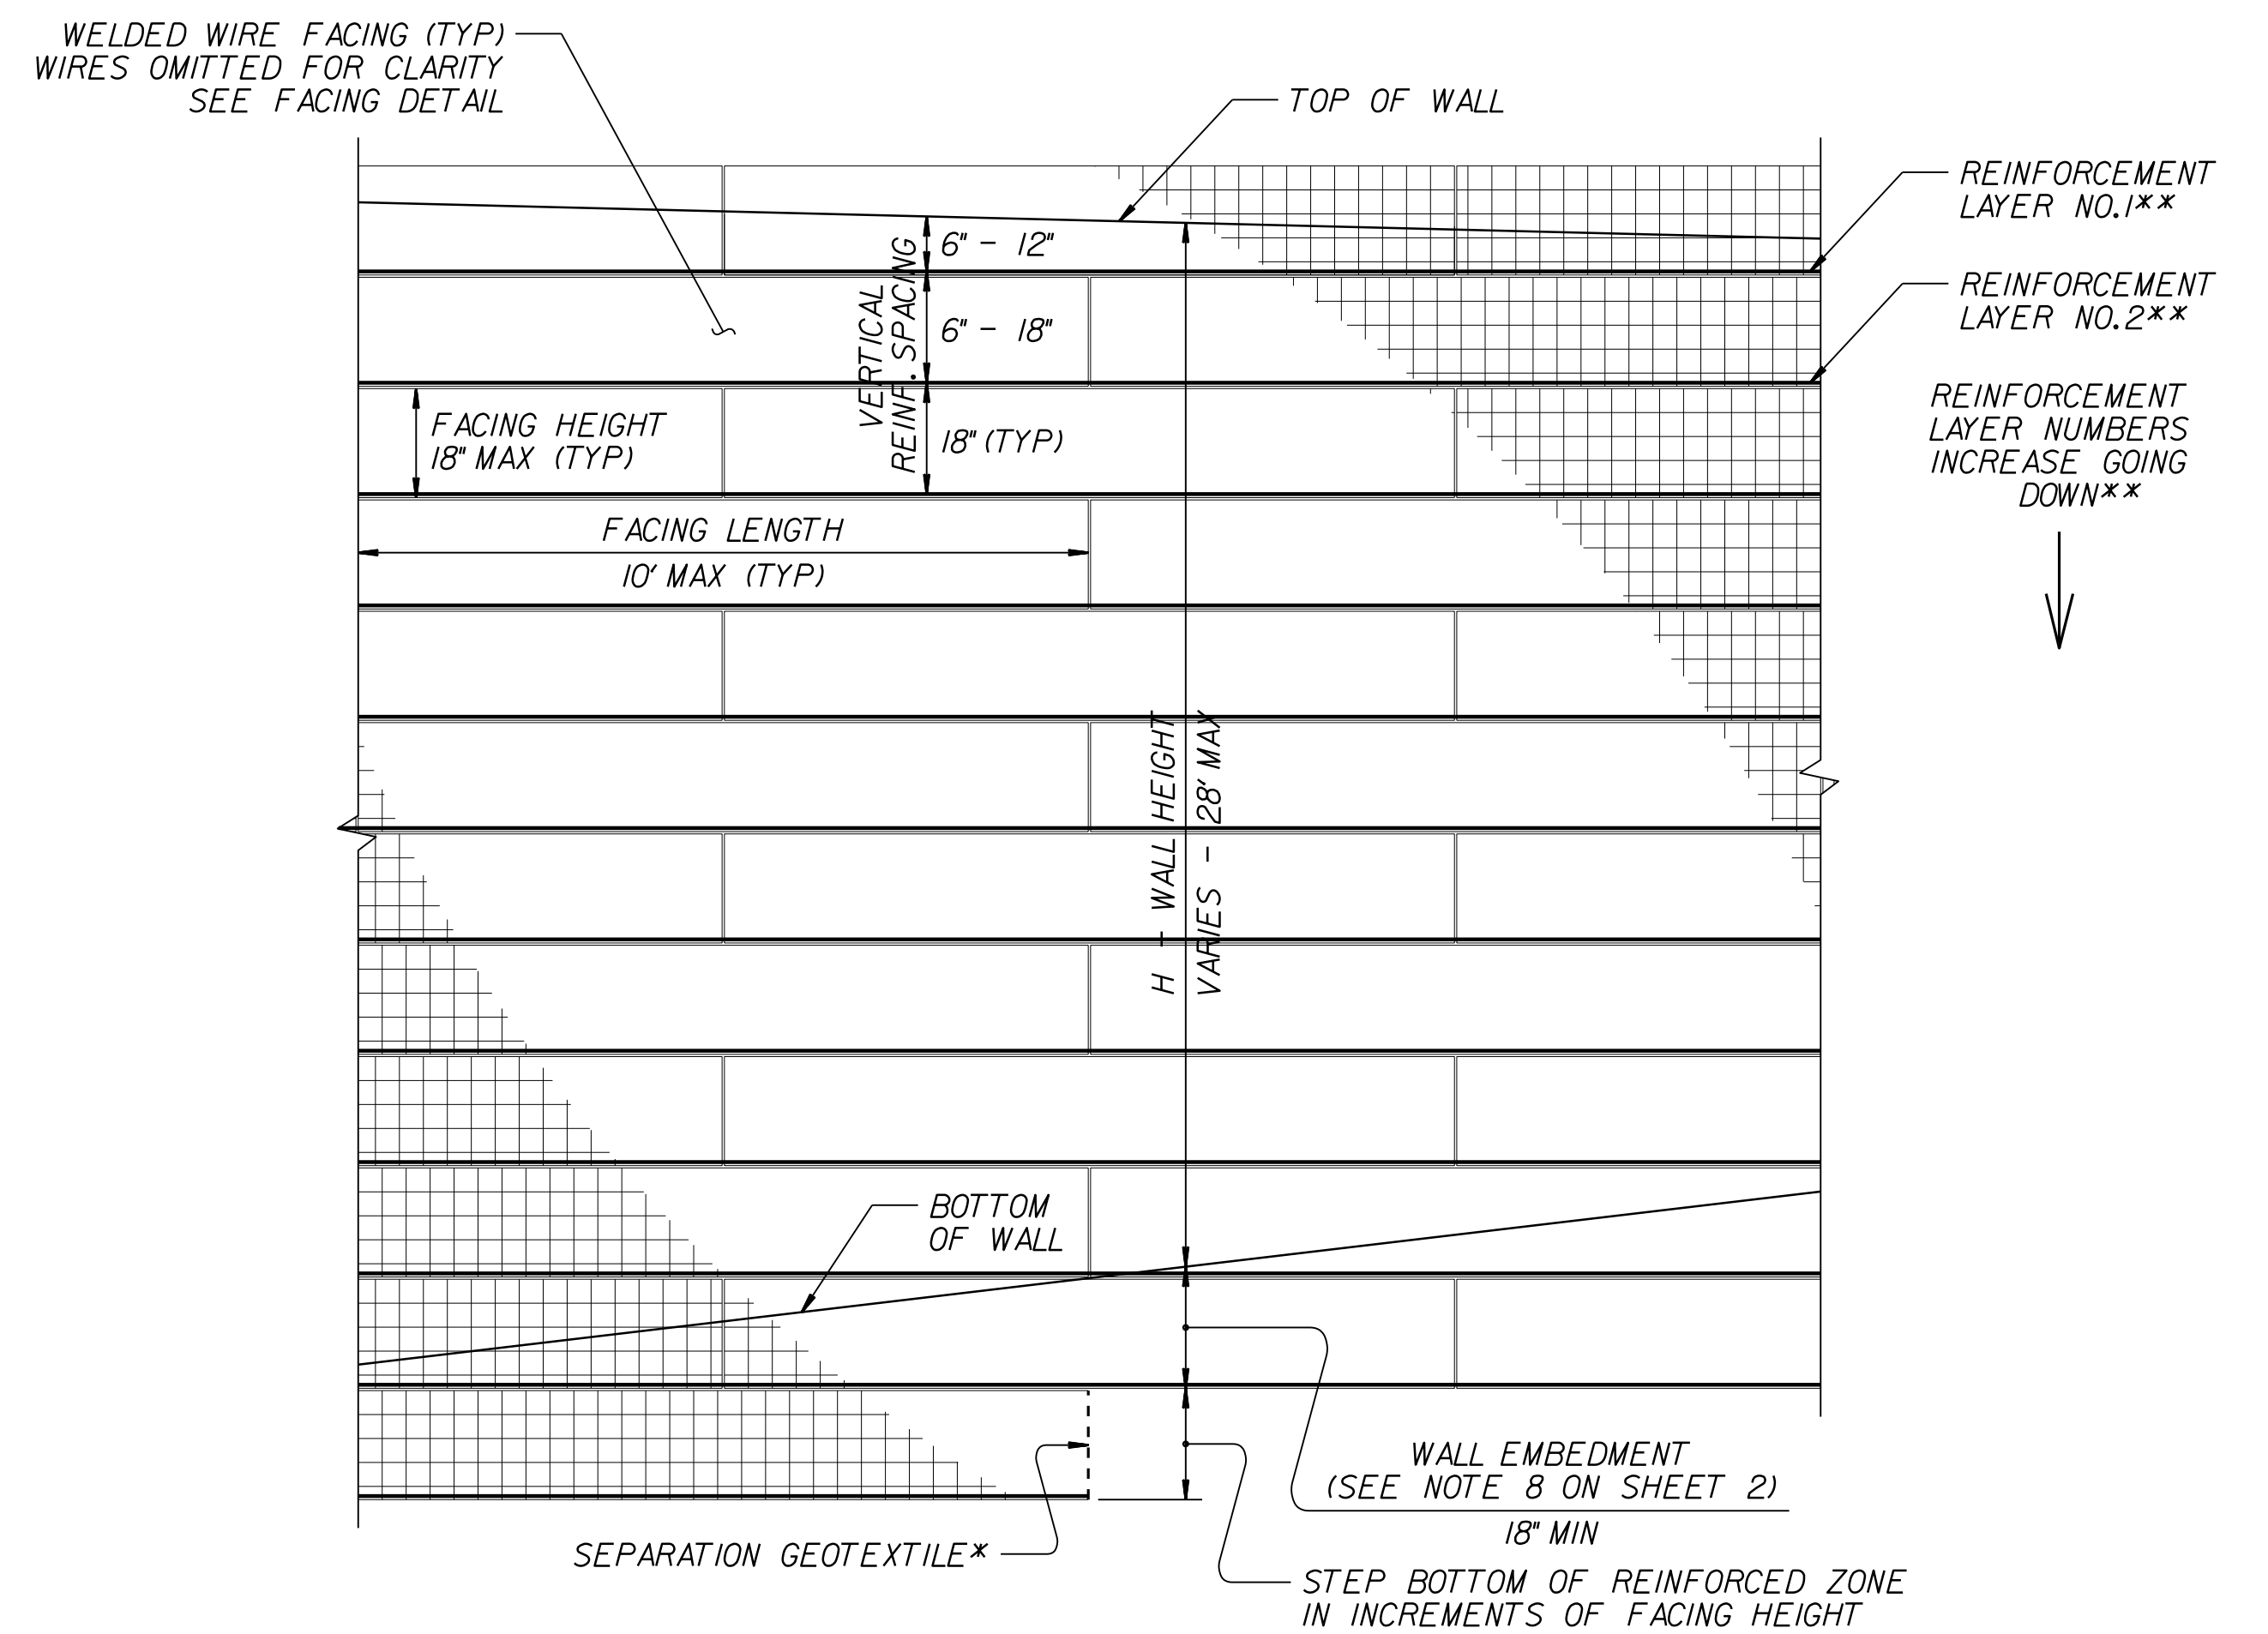 WELDED WIRE FACING (TYP)
WIRES OMITTED FOR CLARITY
SEE FACING DETAIL
TOP OF WALL
REINFORCEMENT
LAYER NO.1**
REINFORCEMENT
LAYER NO.2**
REINFORCEMENT
LAYER NUMBERS
INCREASE GOING
DOWN**
VERTICAL
REINF. SPACING
6" - 12"
6" - 18"
18" (TYP)
FACING HEIGHT
18" MAX (TYP)
FACING LENGTH
10' MAX (TYP)
H - WALL HEIGHT
VARIES - 28' MAX
BOTTOM
OF WALL
WALL EMBEDMENT
(SEE NOTE 8 ON SHEET 2)
18" MIN
SEPARATION GEOTEXTILE*
STEP BOTTOM OF REINFORCED ZONE
IN INCREMENTS OF FACING HEIGHT